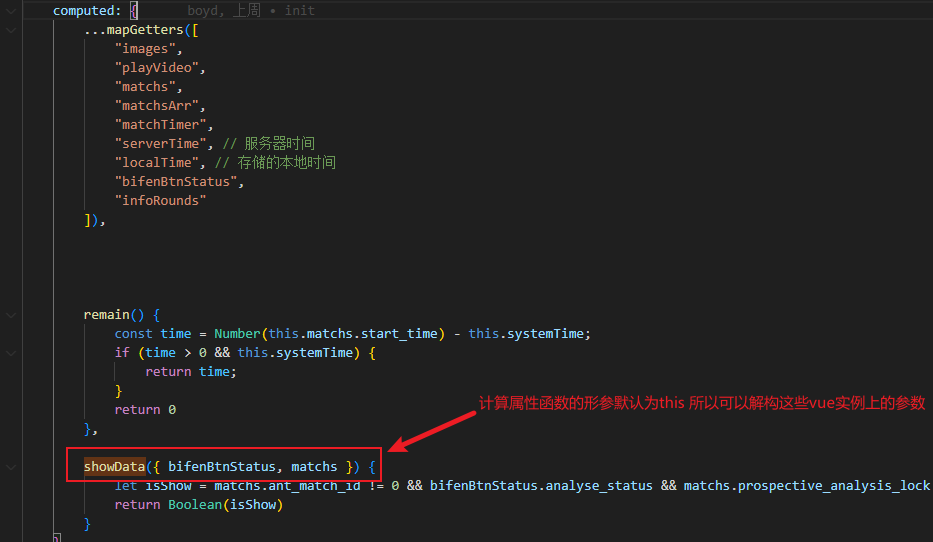 computed: { boyd, 上周 • init
...mapGetters([
"images",
"playVideo",
"matchs",
"matchsArr",
"matchTimer",
"serverTime", // 服务器时间
"localTime", // 存储的本地时间
"bifenBtnStatus",
"infoRounds"
]),
remain() {
const time = Number(this.matchs.start_time) - this.systemTime;
if (time > 0 && this.systemTime) {
return time;
}
return 0
},
计算属性函数的形参默认为this 所以可以解构这些vue实例上的参数
showData({ bifenBtnStatus, matchs }) {
let isShow = matchs.ant_match_id != 0 && bifenBtnStatus.analyse_status && matchs.prospective_analysis_lock
return Boolean(isShow)
}
}